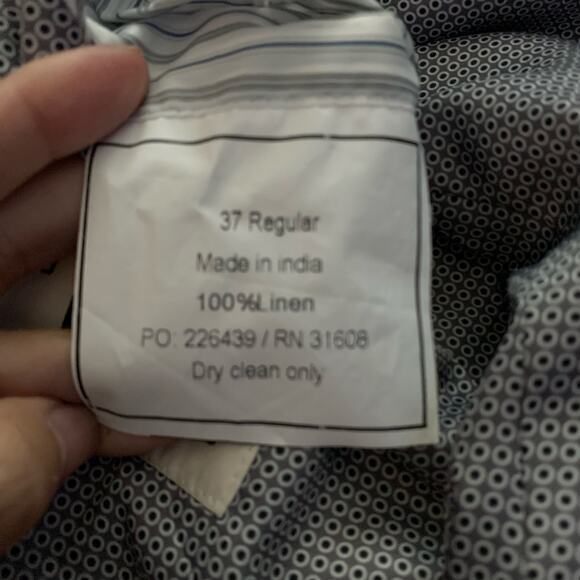 37 Regular
Made in india
100%Linen
PO: 226439 / RN 31608
Dry clean only